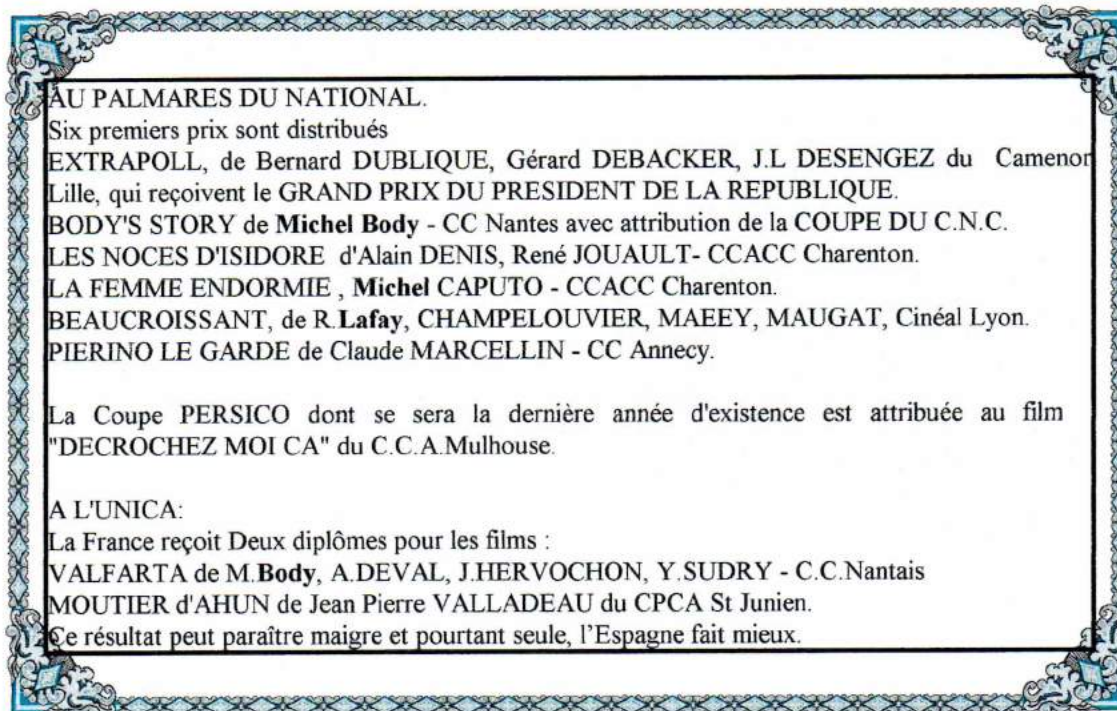 AU PALMARES DU NATIONAL.
Six premiers prix sont distribués
EXTRAPOLL, de Bernard DUBLIQUE, Gérard DEBACKER, J.L DESENGEZ du Camenor
Lille, qui reçoivent le GRAND PRIX DU PRESIDENT DE LA REPUBLIQUE.
BODY'S STORY de Michel Body - CC Nantes avec attribution de la COUPE DU C.N.C.
LES NOCES D'ISIDORE d'Alain DENIS, René JOUAULT- CCACC Charenton.
LA FEMME ENDORMIE , Michel CAPUTO - CCACC Charenton.
BEAUCROISSANT, de R.Lafay, CHAMPELOUVIER, MAEEY, MAUGAT, Cinéal Lyon.
PIERINO LE GARDE de Claude MARCELLIN - CC Annecy.
La Coupe PERSICO dont se sera la dernière année d'existence est attribuée au film
"DECROCHEZ MOI CA" du C.C.A.Mulhouse.
A L'UNICA:
La France reçoit Deux diplômes pour les films :
VALFARTA de M.Body, A.DEVAL, J.HERVOCHON, Y.SUDRY - C.C.Nantais
MOUTIER d'AHUN de Jean Pierre VALLADEAU du CPCA St Junien.
Ce résultat peut paraître maigre et pourtant seule, l'Espagne fait mieux.